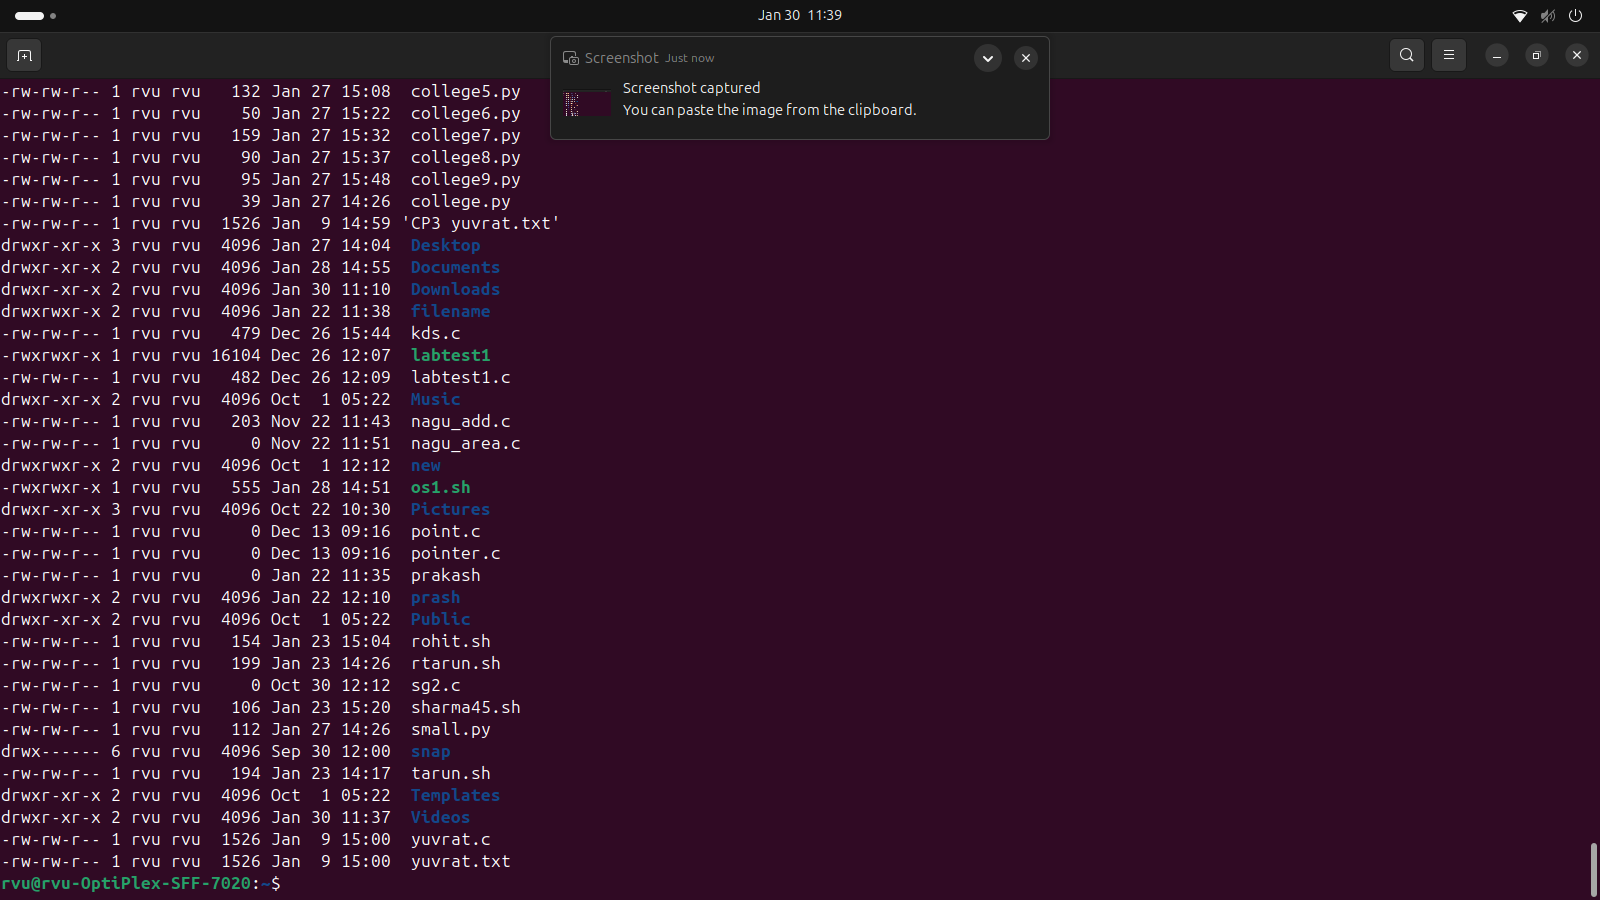 Jan 30 11:39
Screenshot Just now
Screenshot captured
You can paste the image from the clipboard.
-rw-rw-r-- 1 rvu rvu   132 Jan 27 15:08  college5.py
-rw-rw-r-- 1 rvu rvu    50 Jan 27 15:22  college6.py
-rw-rw-r-- 1 rvu rvu   159 Jan 27 15:32  college7.py
-rw-rw-r-- 1 rvu rvu    90 Jan 27 15:37  college8.py
-rw-rw-r-- 1 rvu rvu    95 Jan 27 15:48  college9.py
-rw-rw-r-- 1 rvu rvu    39 Jan 27 14:26  college.py
-rw-rw-r-- 1 rvu rvu  1526 Jan  9 14:59 'CP3 yuvrat.txt'
drwxr-xr-x 3 rvu rvu  4096 Jan 27 14:04  Desktop
drwxr-xr-x 2 rvu rvu  4096 Jan 28 14:55  Documents
drwxr-xr-x 2 rvu rvu  4096 Jan 30 11:10  Downloads
drwxrwxr-x 2 rvu rvu  4096 Jan 22 11:38  filename
-rw-rw-r-- 1 rvu rvu   479 Dec 26 15:44  kds.c
-rwxrwxr-x 1 rvu rvu 16104 Dec 26 12:07  labtest1
-rw-rw-r-- 1 rvu rvu   482 Dec 26 12:09  labtest1.c
drwxr-xr-x 2 rvu rvu  4096 Oct  1 05:22  Music
-rw-rw-r-- 1 rvu rvu   203 Nov 22 11:43  nagu_add.c
-rw-rw-r-- 1 rvu rvu     0 Nov 22 11:51  nagu_area.c
drwxrwxr-x 2 rvu rvu  4096 Oct  1 12:12  new
-rwxrwxr-x 1 rvu rvu   555 Jan 28 14:51  os1.sh
drwxr-xr-x 3 rvu rvu  4096 Oct 22 10:30  Pictures
-rw-rw-r-- 1 rvu rvu     0 Dec 13 09:16  point.c
-rw-rw-r-- 1 rvu rvu     0 Dec 13 09:16  pointer.c
-rw-rw-r-- 1 rvu rvu     0 Jan 22 11:35  prakash
drwxrwxr-x 2 rvu rvu  4096 Jan 22 12:10  prash
drwxr-xr-x 2 rvu rvu  4096 Oct  1 05:22  Public
-rw-rw-r-- 1 rvu rvu   154 Jan 23 15:04  rohit.sh
-rw-rw-r-- 1 rvu rvu   199 Jan 23 14:26  rtarun.sh
-rw-rw-r-- 1 rvu rvu     0 Oct 30 12:12  sg2.c
-rw-rw-r-- 1 rvu rvu   106 Jan 23 15:20  sharma45.sh
-rw-rw-r-- 1 rvu rvu   112 Jan 27 14:26  small.py
drwx------ 6 rvu rvu  4096 Sep 30 12:00  snap
-rw-rw-r-- 1 rvu rvu   194 Jan 23 14:17  tarun.sh
drwxr-xr-x 2 rvu rvu  4096 Oct  1 05:22  Templates
drwxr-xr-x 2 rvu rvu  4096 Jan 30 11:37  Videos
-rw-rw-r-- 1 rvu rvu  1526 Jan  9 15:00  yuvrat.c
-rw-rw-r-- 1 rvu rvu  1526 Jan  9 15:00  yuvrat.txt
rvu@rvu-OptiPlex-SFF-7020:~$